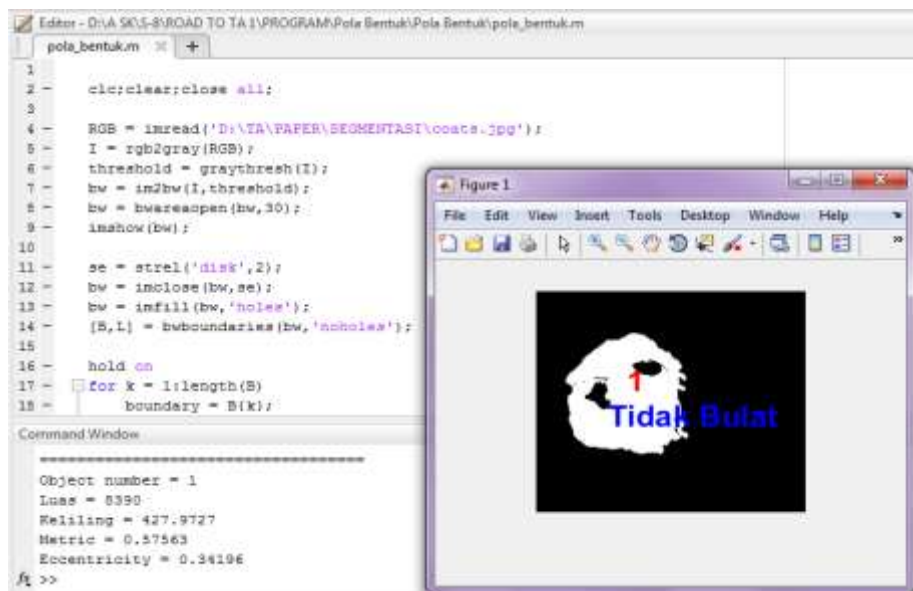 Editor - D:\A SK\S-8\ROAD TO TA 1\PROGRAM\Pola Bentuk\Pola Bentuk\pola_bentuk.m
pola_bentuk.m
1
2 - clc;clear;close all;
3
4 - RGB = imread('D:\TA\PAPER\SEGMENTASI\coats.jpg');
5 - I = rgb2gray(RGB);
6 - threshold = graythresh(I);
7 - bw = im2bw(I,threshold);
8 - bw = bwareaopen(bw,30);
9 - imshow(bw);
10
11 - se = strel('disk',2);
12 - bw = imclose(bw,se);
13 - bw = imfill(bw,'holes');
14 - [B,L] = bwboundaries(bw,'noholes');
15
16 - hold on
17 - for k = 1:length(B)
18 - boundary = B{k};
Command Window
=====================================
Object number = 1
Luas = 8390
Keliling = 427.9727
Metric = 0.57563
Eccentricity = 0.34196
fx >>
Figure 1
File Edit View Insert Tools Desktop Window Help
1
Tidak Bulat